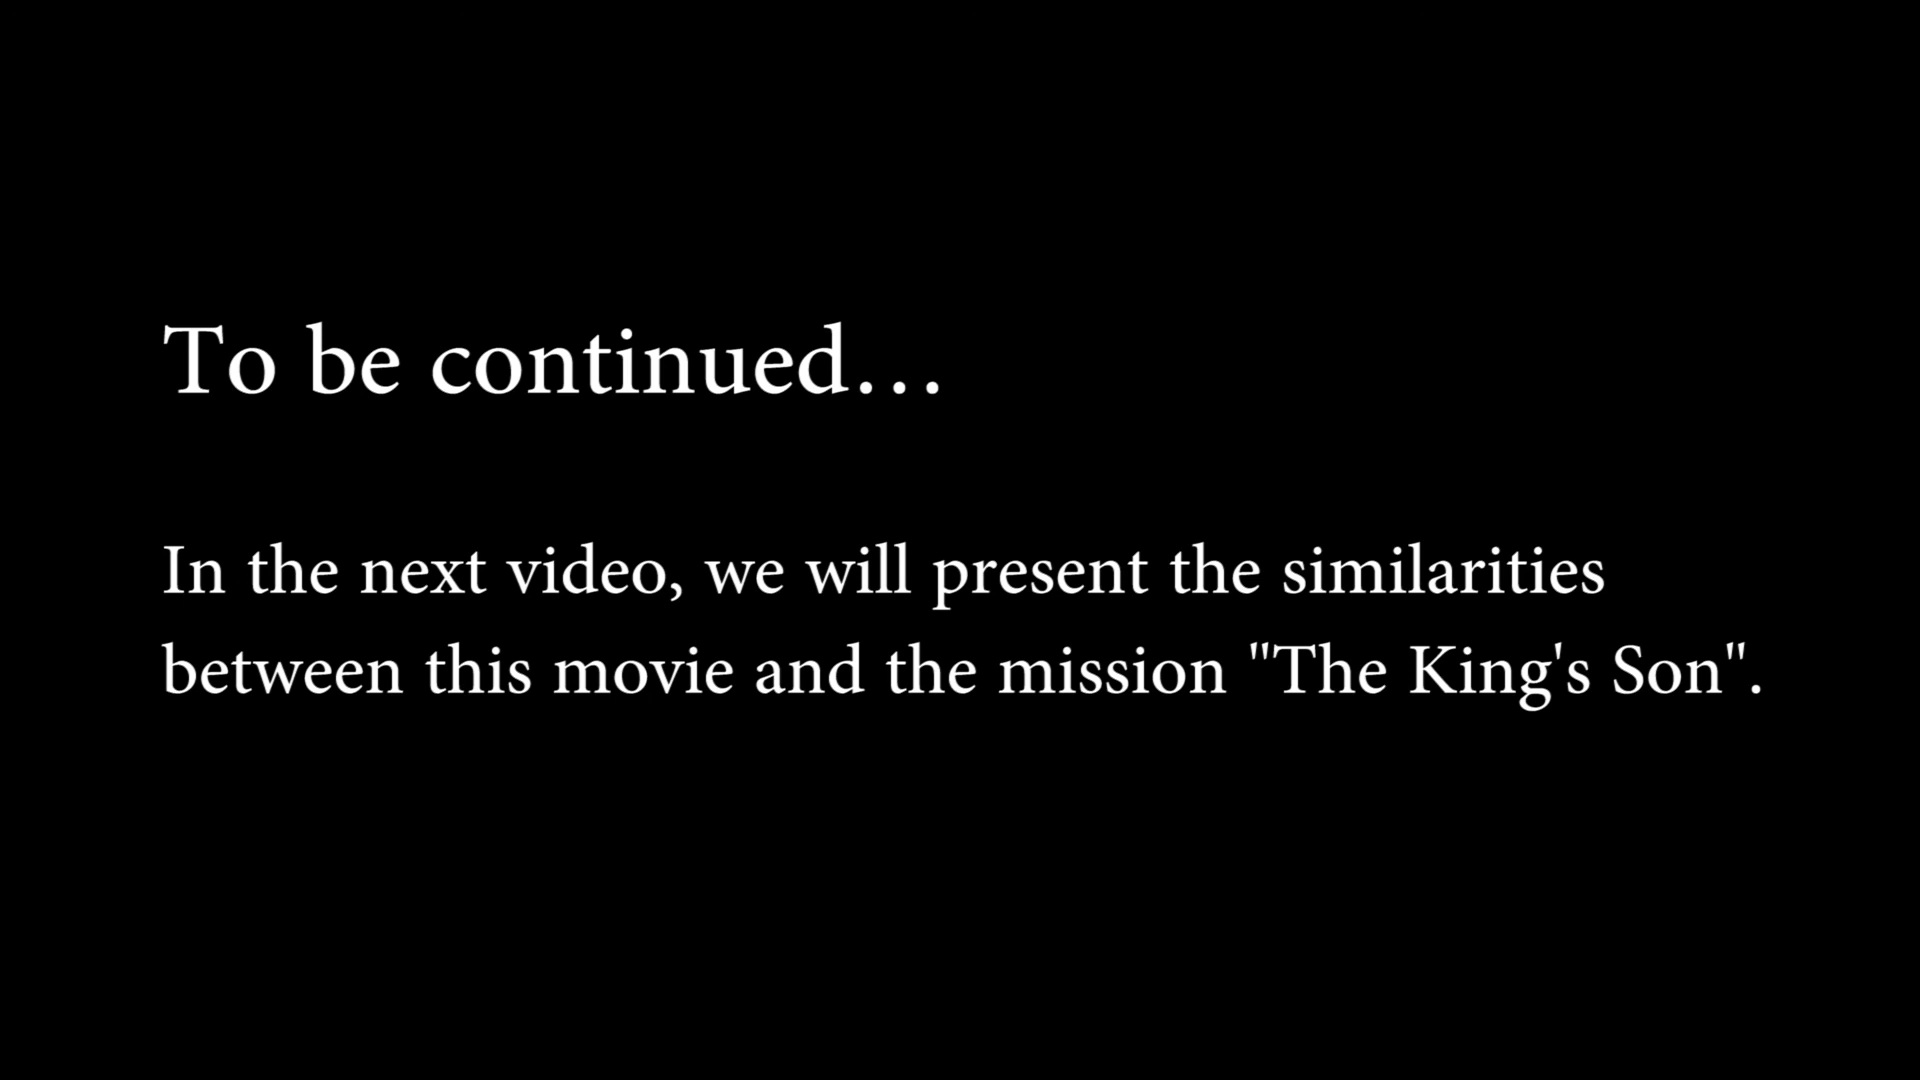 To be continued…
In the next video, we will present the similarities
between this movie and the mission "The King's Son".